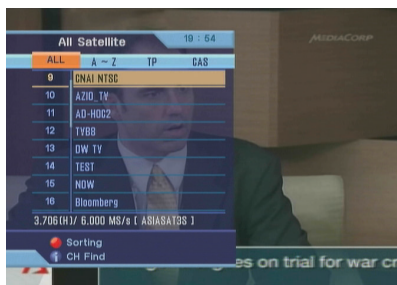 All Satellite 19 : 54
MEDIACORP
ALL A ~ Z TP CAS
9 CNAI NTSC
10 AZIO_TV
11 AD-HOC2
12 TVB8
13 DW TV
14 TEST
15 NOW
16 Bloomberg
3.706(H)/ 6.000 MS/s [ ASIASAT3S ]
Sorting
CH Find
es on trial for war cr